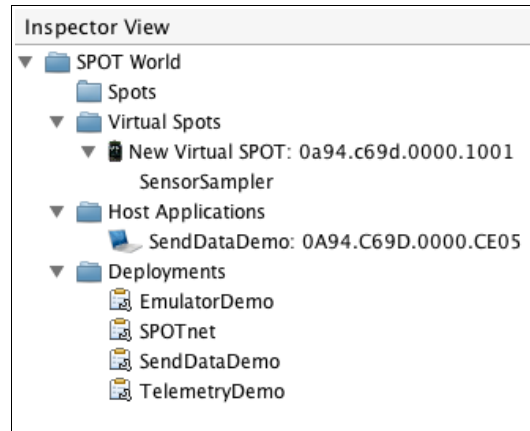 Inspector View
SPOT World
Spots
Virtual Spots
New Virtual SPOT: 0a94.c69d.0000.1001
SensorSampler
Host Applications
SendDataDemo: 0A94.C69D.0000.CE05
Deployments
EmulatorDemo
SPOTnet
SendDataDemo
TelemetryDemo